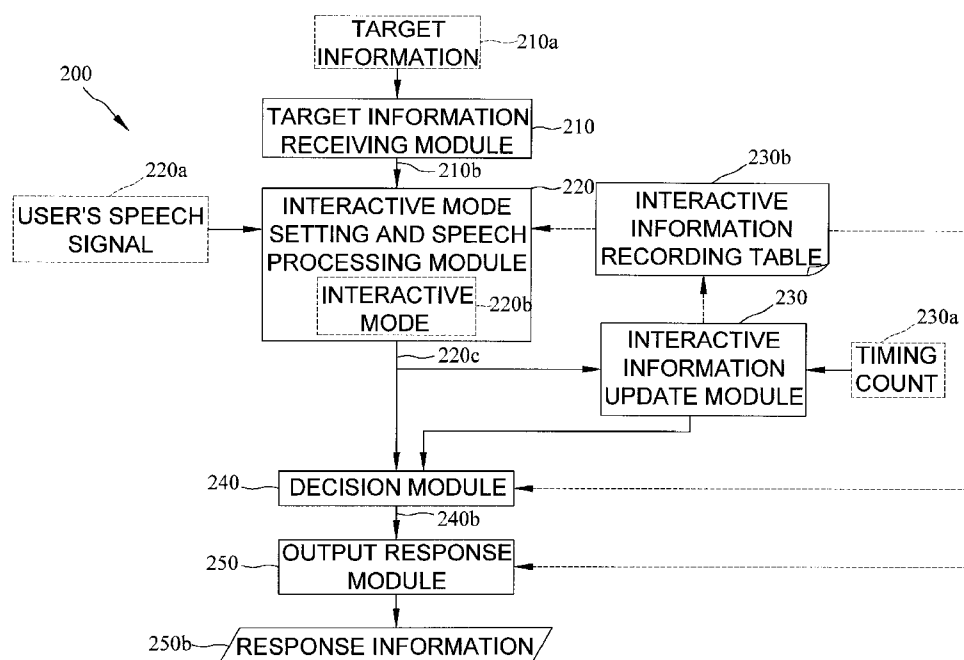 TARGET
INFORMATION
210a
200
TARGET INFORMATION
RECEIVING MODULE
210
210b
220a
USER'S SPEECH
SIGNAL
220
INTERACTIVE MODE
SETTING AND SPEECH
PROCESSING MODULE
INTERACTIVE
MODE
220b
230b
INTERACTIVE
INFORMATION
RECORDING TABLE
220c
230
INTERACTIVE
INFORMATION
UPDATE MODULE
230a
TIMING
COUNT
240
DECISION MODULE
240b
250
OUTPUT RESPONSE
MODULE
250b
RESPONSE INFORMATION